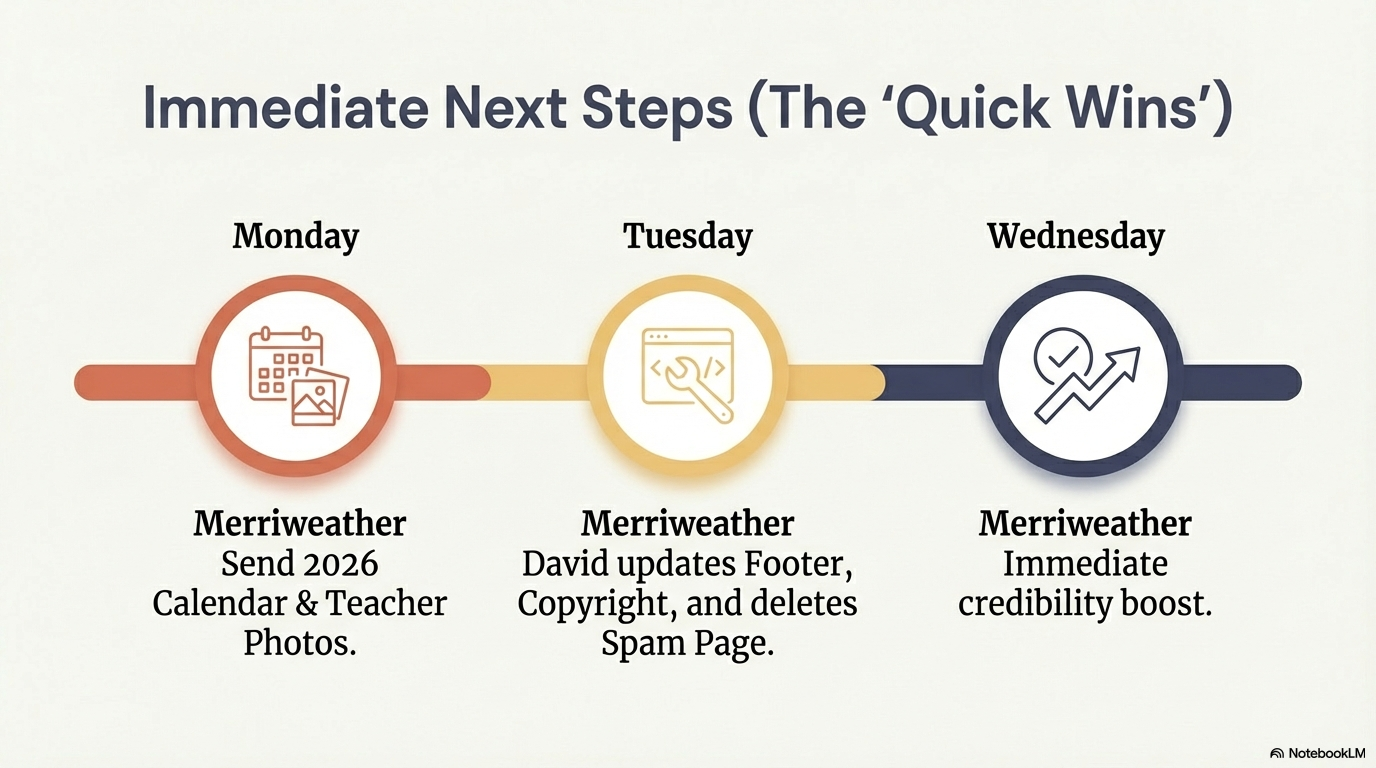 Immediate Next Steps (The ‘Quick Wins’)
Monday
Merriweather
Send 2026
Calendar & Teacher
Photos.
Tuesday
Merriweather
David updates Footer,
Copyright, and deletes
Spam Page.
Wednesday
Merriweather
Immediate
credibility boost.
NotebookLM